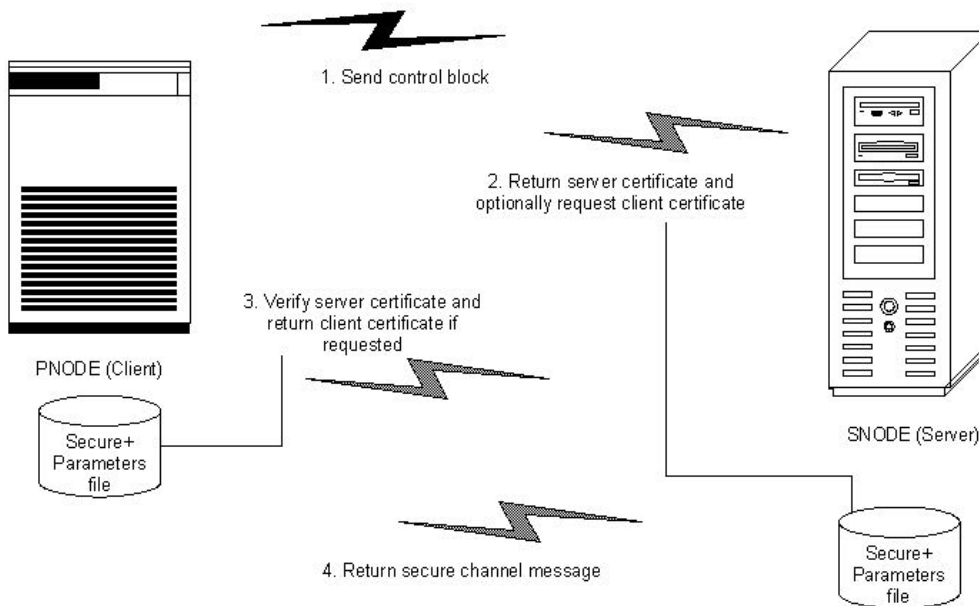 1. Send control block
2. Return server certificate and
optionally request client certificate
3. Verify server certificate and
return client certificate if
requested
PNODE (Client)
Secure+
Parameters
file
SNODE (Server)
4. Return secure channel message
Secure+
Parameters
file